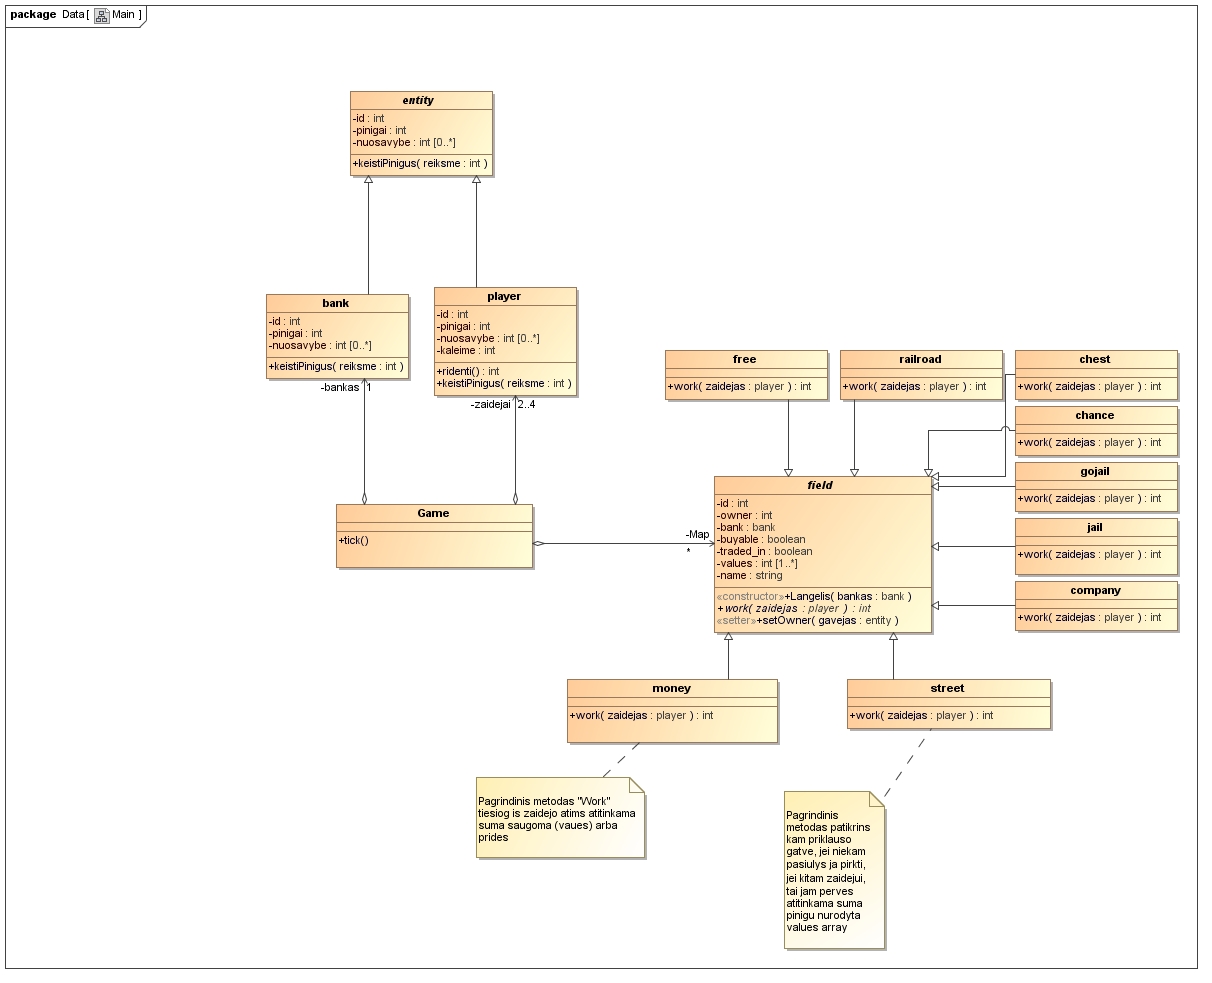 package Data [ Main ]
entity
-id : int
-pinigai : int
-nuosavybe : int [0..*]
+keistiPinigus( reiksme : int )
bank
-id : int
-pinigai : int
-nuosavybe : int [0..*]
+keistiPinigus( reiksme : int )
-bankas 1
player
-id : int
-pinigai : int
-nuosavybe : int [0..*]
-kaleime : int
+ridenti() : int
+keistiPinigus( reiksme : int )
-zaidejai 2..4
Game
+tick()
-Map
*
free
+work( zaidejas : player ) : int
railroad
+work( zaidejas : player ) : int
chest
+work( zaidejas : player ) : int
chance
+work( zaidejas : player ) : int
gojail
+work( zaidejas : player ) : int
jail
+work( zaidejas : player ) : int
company
+work( zaidejas : player ) : int
field
-id : int
-owner : int
-bank : bank
-buyable : boolean
-traded_in : boolean
-values : int [1..*]
-name : string
«constructor»+Langelis( bankas : bank )
+work( zaidejas : player ) : int
«setter»+setOwner( gavejas : entity )
money
+work( zaidejas : player ) : int
street
+work( zaidejas : player ) : int
Pagrindinis metodas "Work"
tiesiog is zaidejo atims atitinkama
suma saugoma (vaues) arba
prides
Pagrindinis
metodas patikrins
kam priklauso
gatve, jei niekam
pasiulys ja pirkti,
jei kitam zaidejui,
tai jam perves
atitinkama suma
pinigu nurodyta
values array